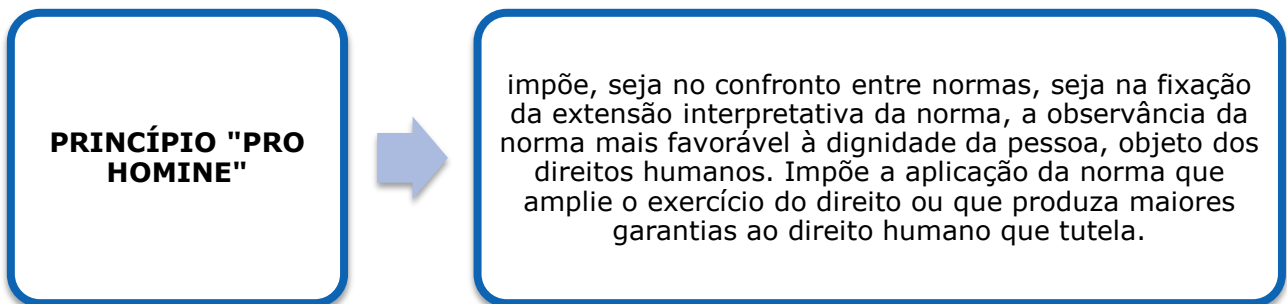 PRINCÍPIO "PRO
HOMINE"
impõe, seja no confronto entre normas, seja na fixação
da extensão interpretativa da norma, a observância da
norma mais favorável à dignidade da pessoa, objeto dos
direitos humanos. Impõe a aplicação da norma que
amplie o exercício do direito ou que produza maiores
garantias ao direito humano que tutela.